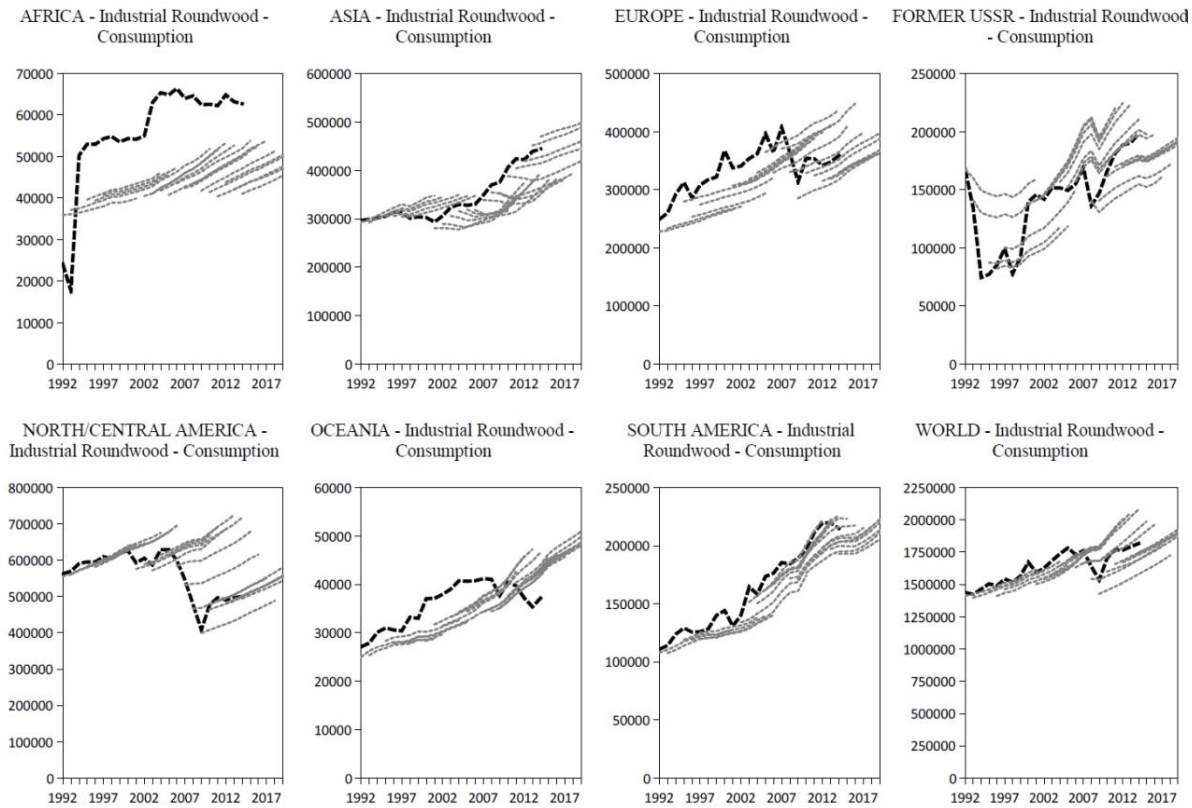 AFRICA - Industrial Roundwood -
Consumption
70000
60000
50000
40000
30000
20000
10000
0
1992 1997 2002 2007 2012 2017
ASIA - Industrial Roundwood -
Consumption
600000
500000
400000
300000
200000
100000
0
1992 1997 2002 2007 2012 2017
EUROPE - Industrial Roundwood -
Consumption
500000
400000
300000
200000
100000
0
1992 1997 2002 2007 2012 2017
FORMER USSR - Industrial Roundwood
- Consumption
250000
200000
150000
100000
50000
0
1992 1997 2002 2007 2012 2017
NORTH/CENTRAL AMERICA -
Industrial Roundwood - Consumption
800000
700000
600000
500000
400000
300000
200000
100000
0
1992 1997 2002 2007 2012 2017
OCEANIA - Industrial Roundwood -
Consumption
60000
50000
40000
30000
20000
10000
0
1992 1997 2002 2007 2012 2017
SOUTH AMERICA - Industrial
Roundwood - Consumption
250000
200000
150000
100000
50000
0
1992 1997 2002 2007 2012 2017
WORLD - Industrial Roundwood -
Consumption
2250000
2000000
1750000
1500000
1250000
1000000
750000
500000
250000
0
1992 1997 2002 2007 2012 2017